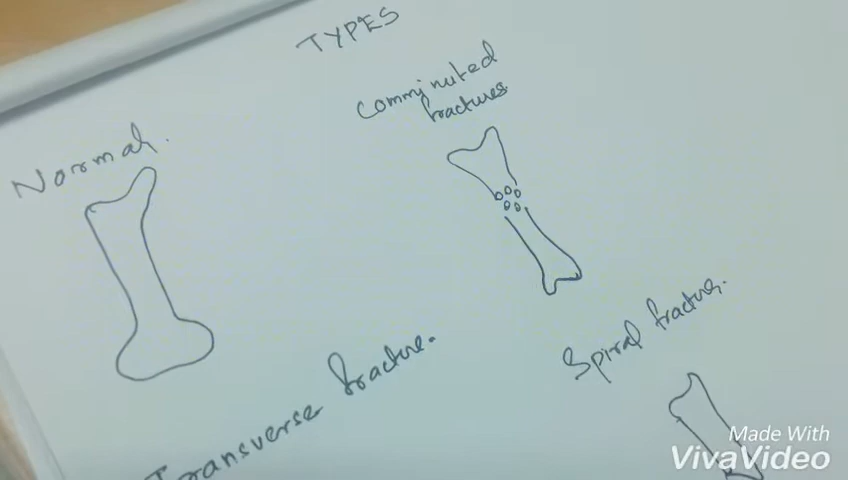 TYPES
Comminuted
fractures
Normal.
Spiral fracture.
Transverse fracture.
Made With
VivaVideo